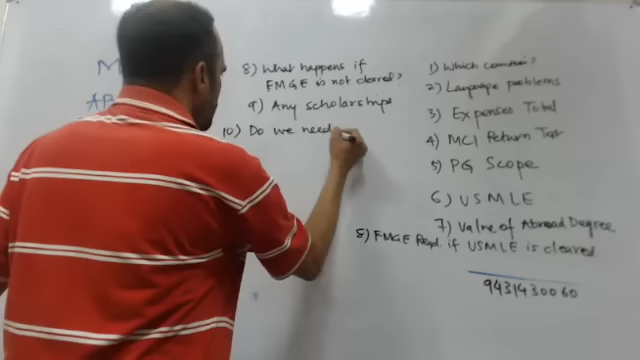 M
AB
8) What happens if
FMGE is not cleared?
9) Any scholarships
10) Do we need
1) Which countries?
2) Language problems
3) Expenses Total
4) MCI Return Test
5) PG Scope
6) USMLE
7) Value of Abroad Degree
8) FMGE Reqd. if USMLE is cleared
9431430060